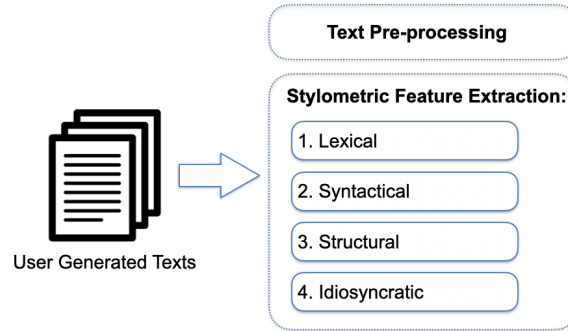 Text Pre-processing
Stylometric Feature Extraction:
1. Lexical
2. Syntactical
3. Structural
4. Idiosyncratic
User Generated Texts